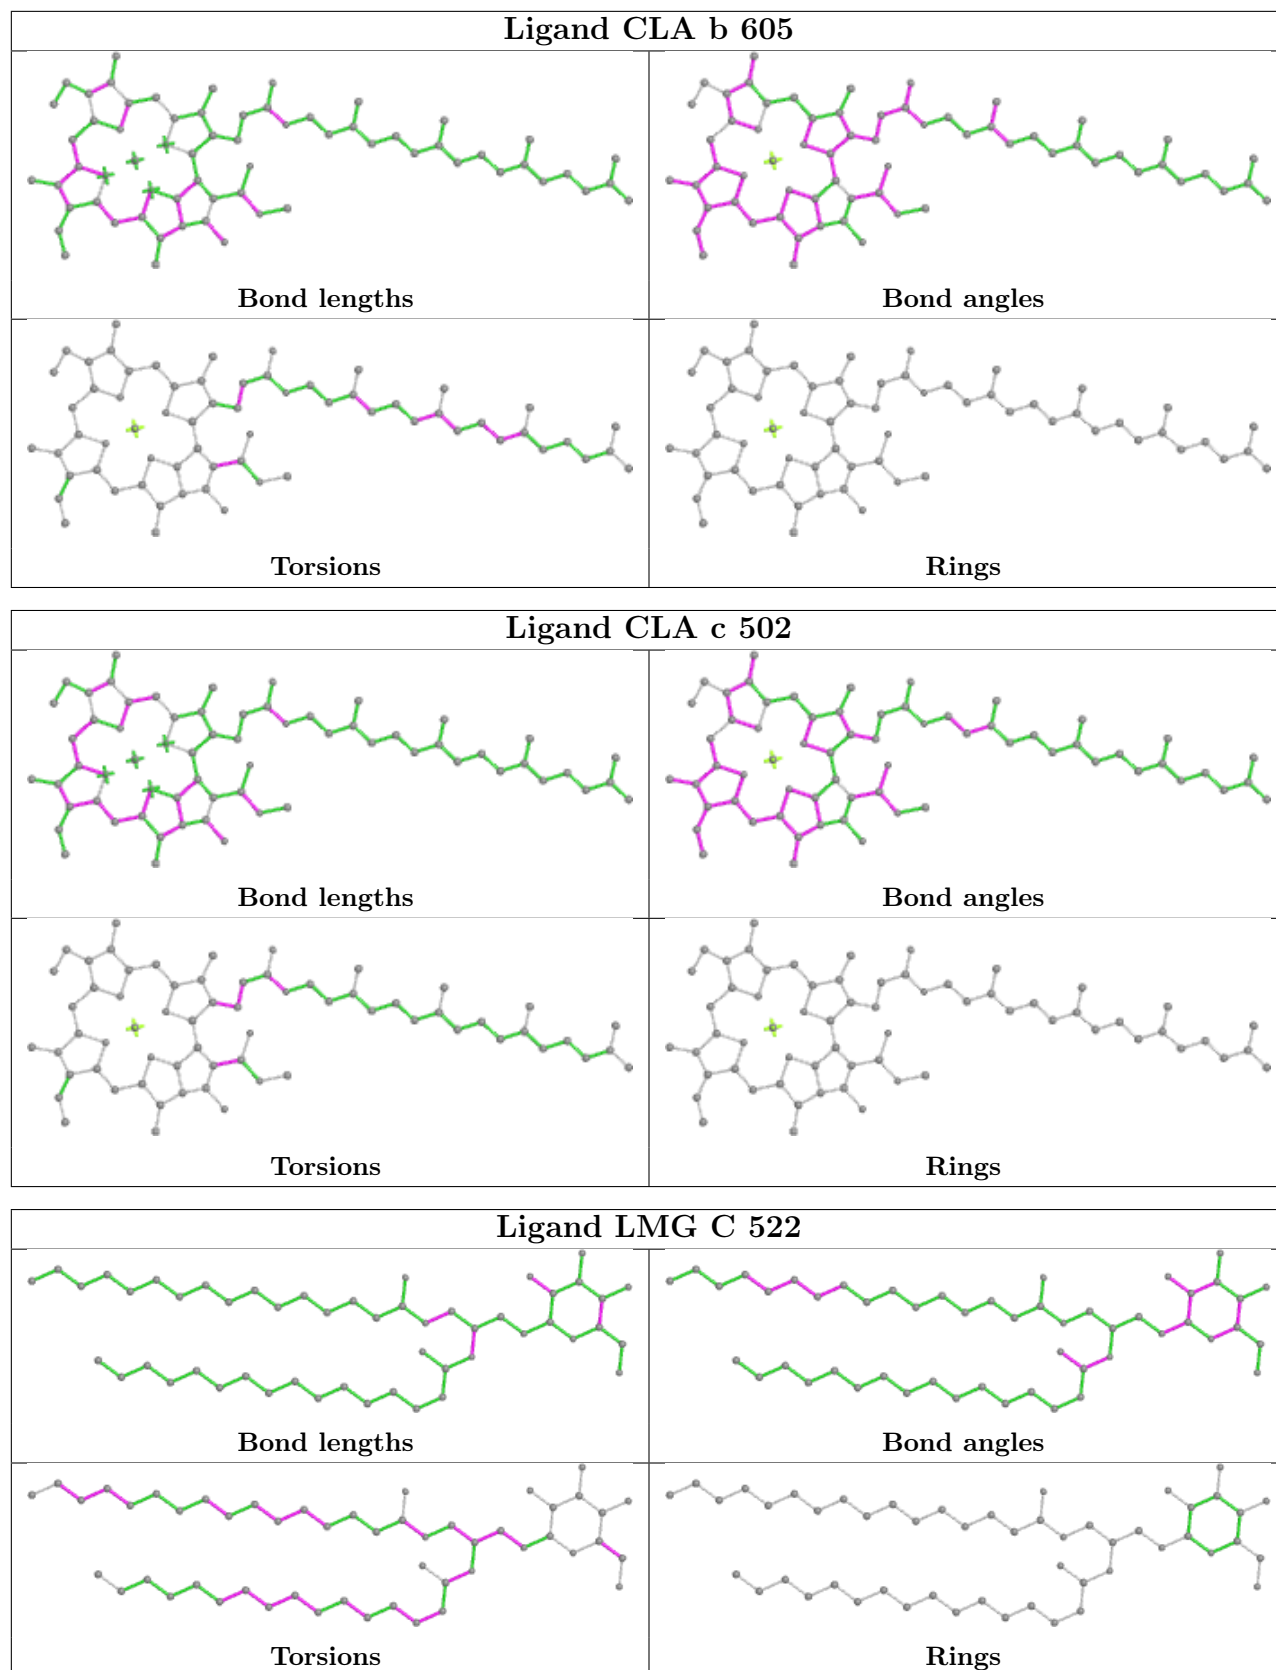 Ligand CLA b 605
Bond lengths
Bond angles
Torsions
Rings
Ligand CLA c 502
Bond lengths
Bond angles
Torsions
Rings
Ligand LMG C 522
Bond lengths
Bond angles
Torsions
Rings